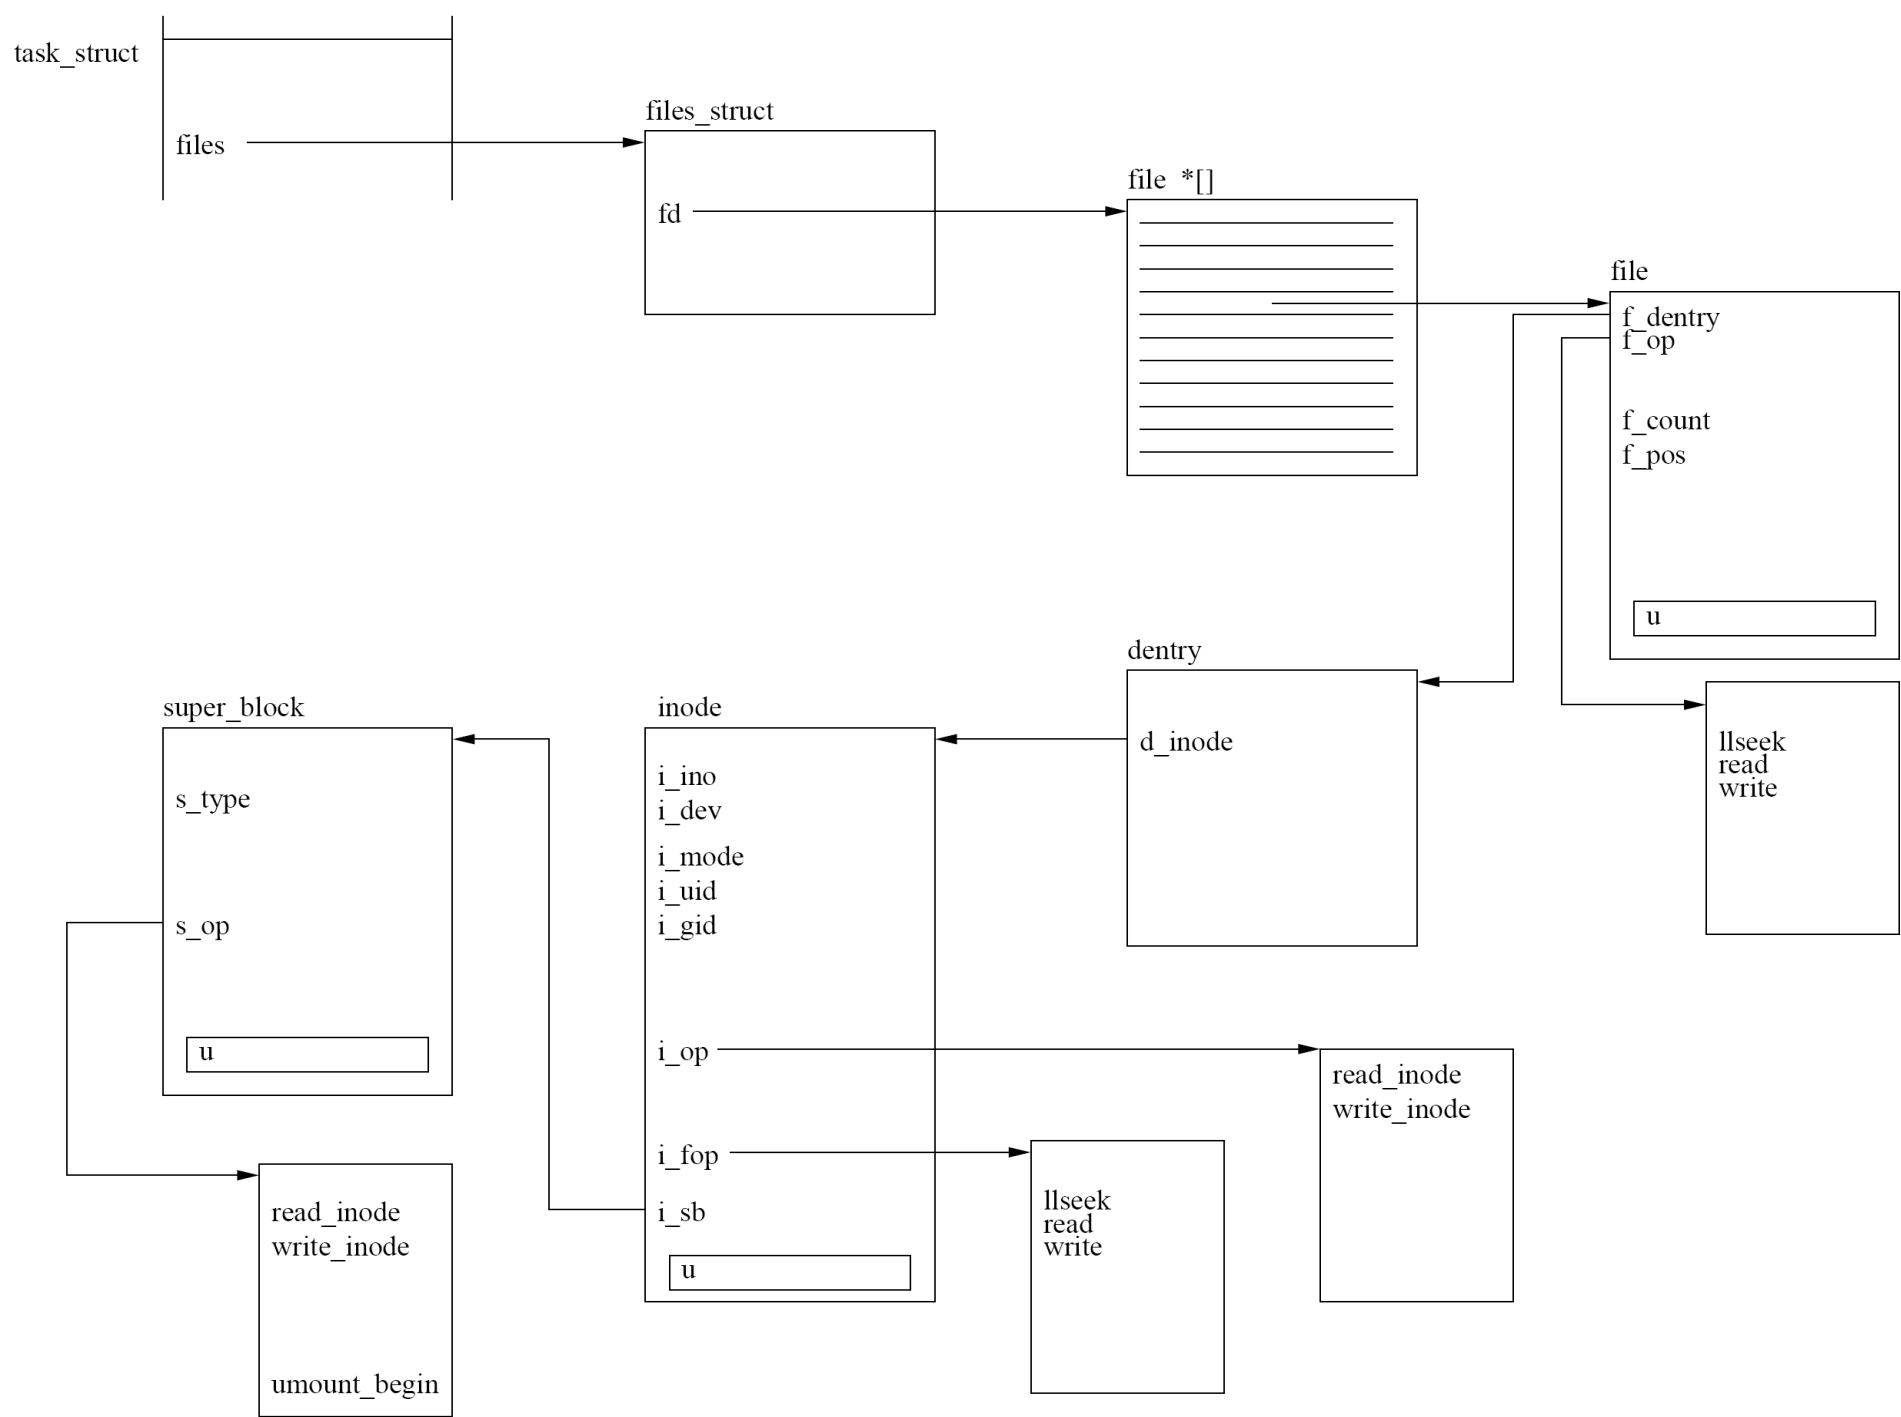 task_struct
files
files_struct
fd
file *[]
file
f_dentry
f_op
f_count
f_pos
u
dentry
d_inode
llseek
read
write
super_block
s_type
s_op
u
inode
i_ino
i_dev
i_mode
i_uid
i_gid
i_op
i_fop
i_sb
u
read_inode
write_inode
llseek
read
write
read_inode
write_inode
umount_begin